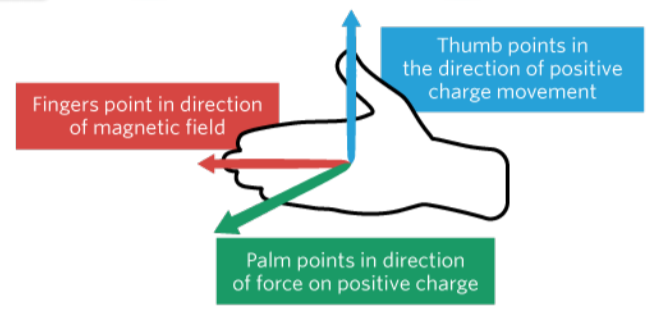 Thumb points in
the direction of positive
charge movement
Fingers point in direction
of magnetic field
Palm points in direction
of force on positive charge